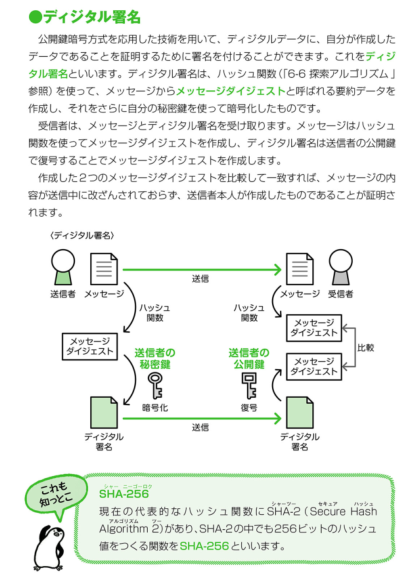 ●ディジタル署名
公開鍵暗号方式を応用した技術を用いて、ディジタルデータに、自分が作成した
データであることを証明するために署名を付けることができます。これをディジ
タル署名といいます。ディジタル署名は、ハッシュ関数（「6-6 探索アルゴリズム」
参照）を使って、メッセージからメッセージダイジェストと呼ばれる要約データを
作成し、それをさらに自分の秘密鍵を使って暗号化したものです。
受信者は、メッセージとディジタル署名を受け取ります。メッセージはハッシュ
関数を使ってメッセージダイジェストを作成し、ディジタル署名は送信者の公開鍵
で復号することでメッセージダイジェストを作成します。
作成した2つのメッセージダイジェストを比較して一致すれば、メッセージの内
容が送信中に改ざんされておらず、送信者本人が作成したものであることが証明さ
れます。
〈ディジタル署名〉
送信
送信者 メッセージ
メッセージ 受信者
ハッシュ
関数
ハッシュ
関数
メッセージ
ダイジェスト
メッセージ
ダイジェスト
比較
メッセージ
ダイジェスト
送信者の
秘密鍵
送信者の
公開鍵
暗号化
復号
送信
ディジタル
署名
ディジタル
署名
これも
知っとこ
シャー ニーゴーロク
SHA-256
シャーツー セキュア ハッシュ
現在の代表的なハッシュ関数にSHA-2（Secure Hash
アルゴリズム ツー
Algorithm 2）があり、SHA-2の中でも256ビットのハッシュ
値をつくる関数をSHA-256といいます。